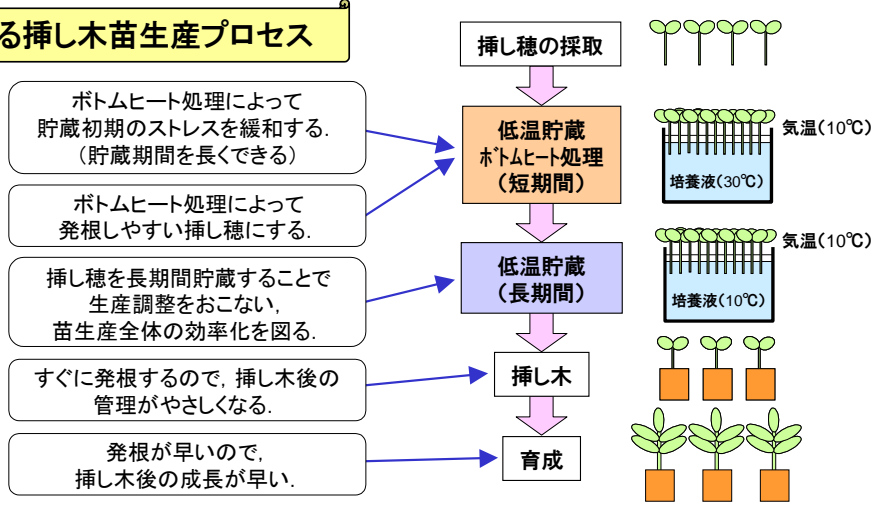 る挿し木苗生産プロセス
挿し穂の採取
ボトムヒート処理によって
貯蔵初期のストレスを緩和する.
（貯蔵期間を長くできる）
低温貯蔵
ﾎﾞﾄﾑﾋｰﾄ処理
（短期間）
気温(10℃)
培養液(30℃)
ボトムヒート処理によって
発根しやすい挿し穂にする.
挿し穂を長期間貯蔵することで
生産調整をおこない,
苗生産全体の効率化を図る.
低温貯蔵
（長期間）
気温(10℃)
培養液(10℃)
すぐに発根するので, 挿し木後の
管理がやさしくなる.
挿し木
発根が早いので,
挿し木後の成長が早い.
育成